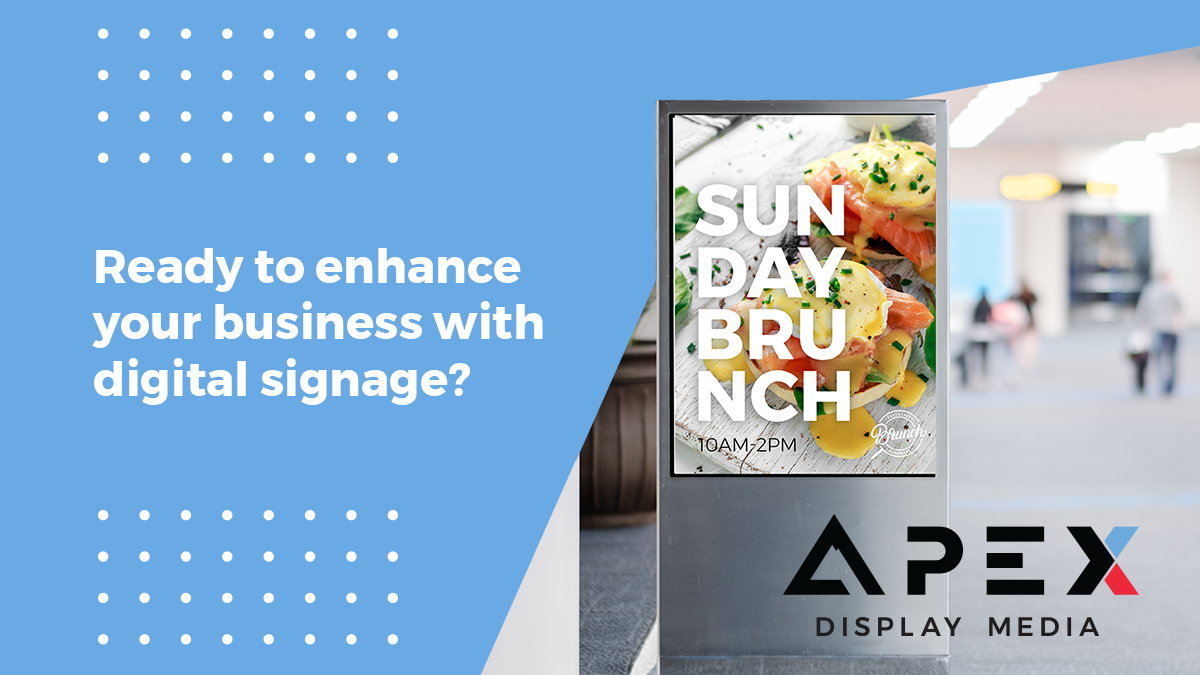 Ready to enhance
your business with
digital signage?
SUN
DAY
BRU
NCH
10AM-2PM
Brunch
APEX
DISPLAY MEDIA